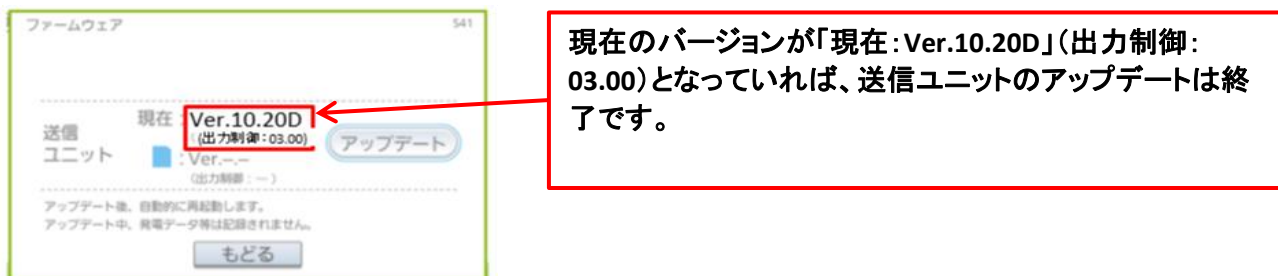 ファームウェア
541
現在のバージョンが「現在:Ver.10.20D」(出力制御:
03.00)となっていれば、送信ユニットのアップデートは終
了です。
現在 : Ver.10.20D
(出力制御:03.00)
送信
ユニット
アップデート
: Ver.−.−
(出力制御:−−)
アップデート後、自動的に再起動します。
アップデート中、発電データ等は記録されません。
もどる